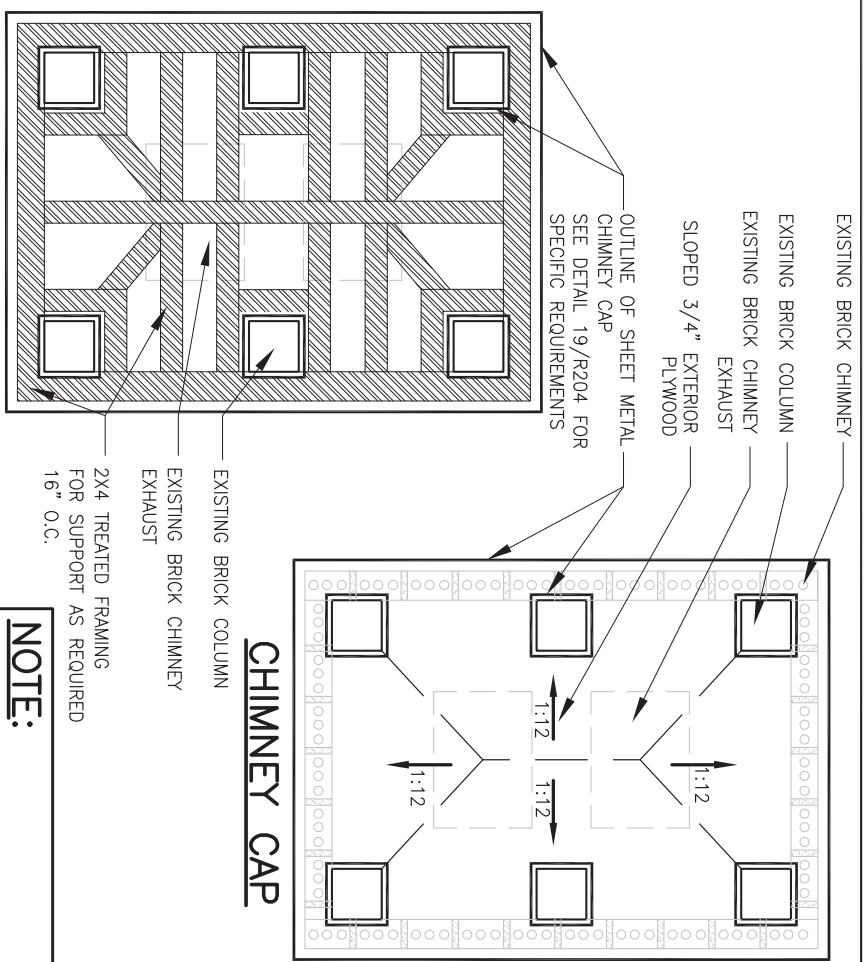 EXISTING BRICK CHIMNEY
EXISTING BRICK COLUMN
EXISTING BRICK CHIMNEY
EXHAUST
SLOPED 3/4" EXTERIOR
PLYWOOD
OUTLINE OF SHEET METAL
CHIMNEY CAP
SEE DETAIL 19/R204 FOR
SPECIFIC REQUIREMENTS
1:12
1:12
1:12
1:12
CHIMNEY CAP
EXISTING BRICK COLUMN
EXISTING BRICK CHIMNEY
EXHAUST
2X4 TREATED FRAMING
FOR SUPPORT AS REQUIRED
16" O.C.
NOTE: